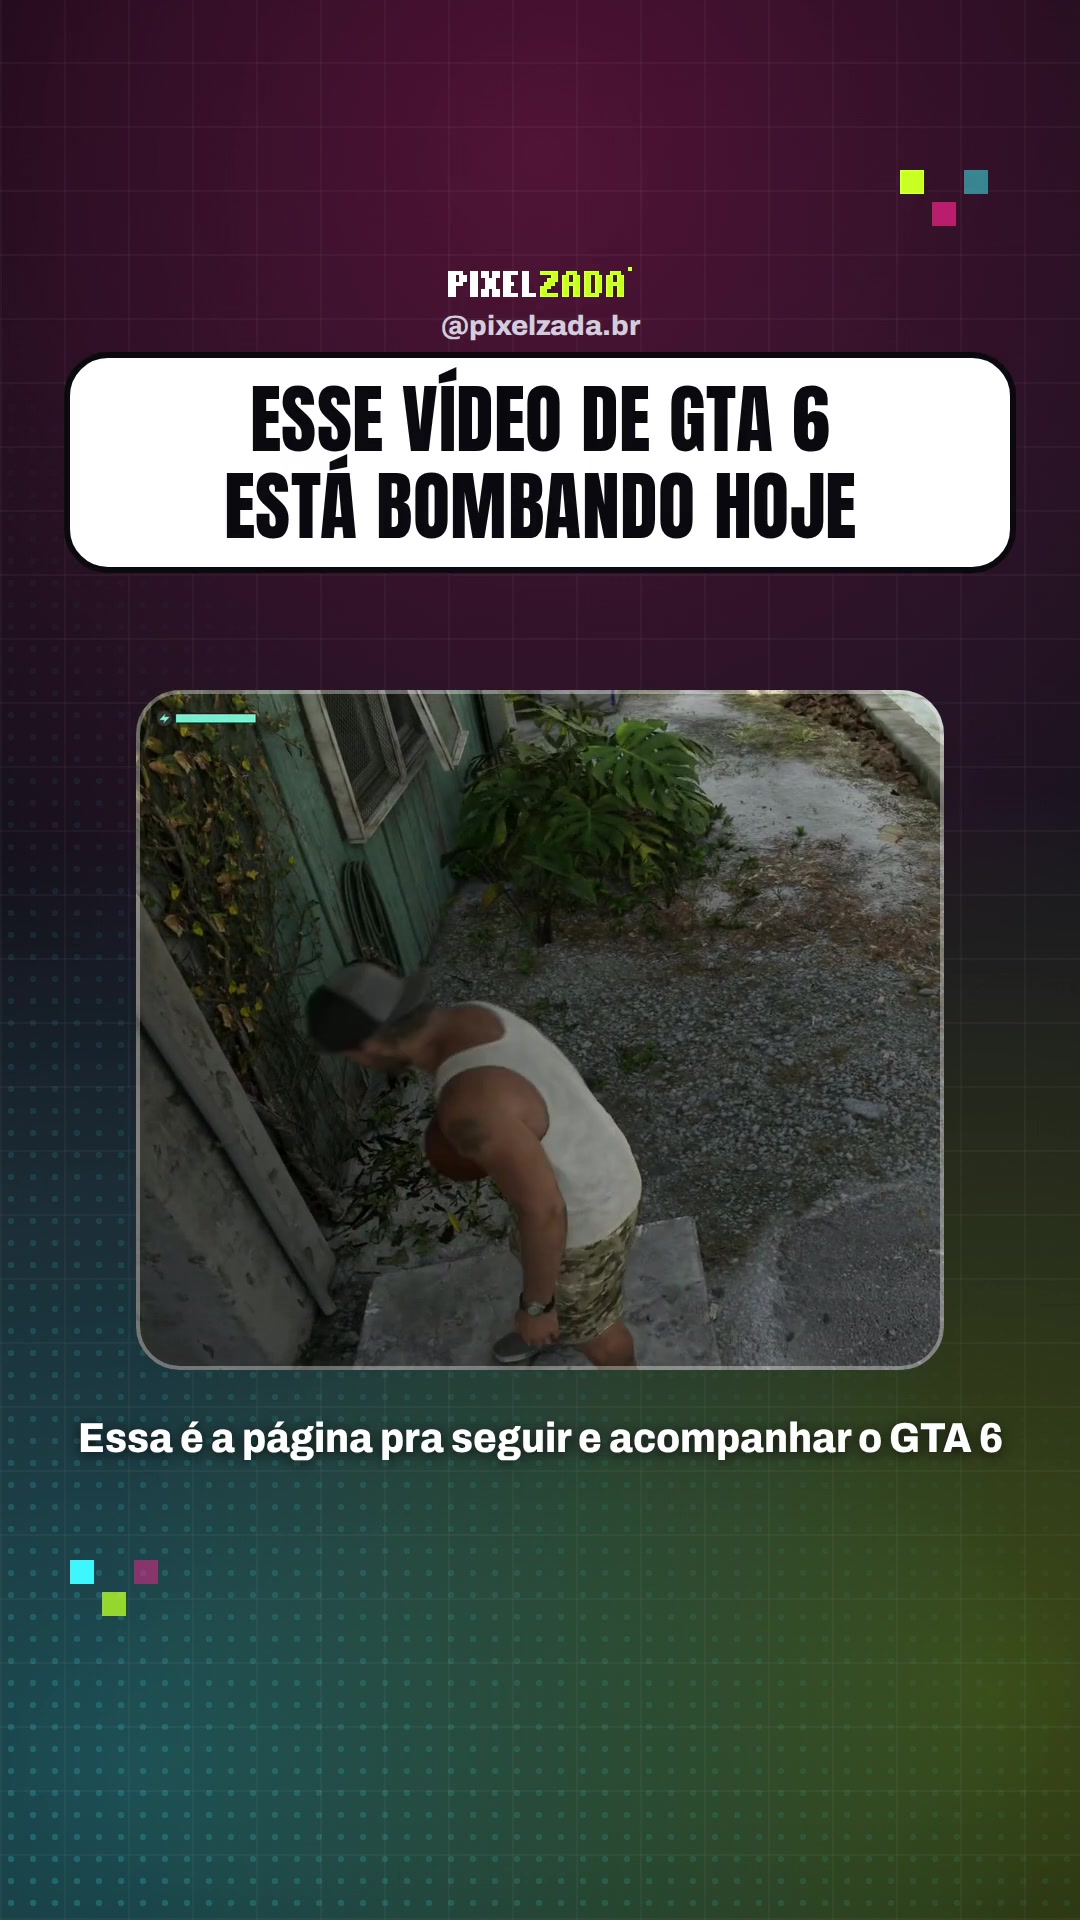 PIXELZADA
@pixelzada.br
ESSE VÍDEO DE GTA 6
ESTÁ BOMBANDO HOJE
Essa é a página pra seguir e acompanhar o GTA 6